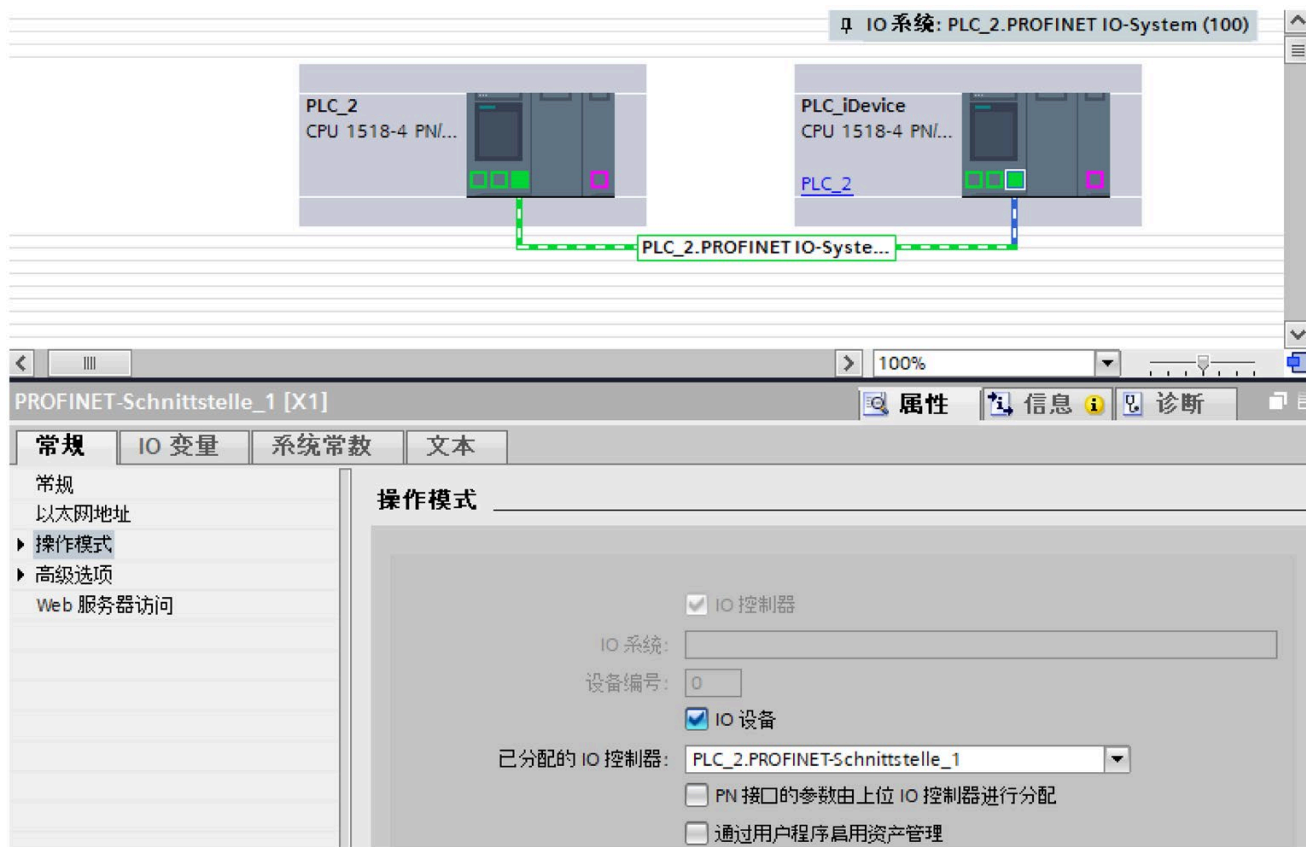 IO 系统: PLC_2.PROFINET IO-System (100)
PLC_2
CPU 1518-4 PN/...
PLC_iDevice
CPU 1518-4 PN/...
PLC_2
PLC_2.PROFINET IO-Syste...
100%
PROFINET-Schnittstelle_1 [X1]
属性
信息
诊断
常规
IO 变量
系统常数
文本
常规
以太网地址
操作模式
高级选项
Web 服务器访问
操作模式
IO 控制器
IO 系统:
设备编号: 0
IO 设备
已分配的 IO 控制器: PLC_2.PROFINET-Schnittstelle_1
PN 接口的参数由上位 IO 控制器进行分配
通过用户程序启用资产管理